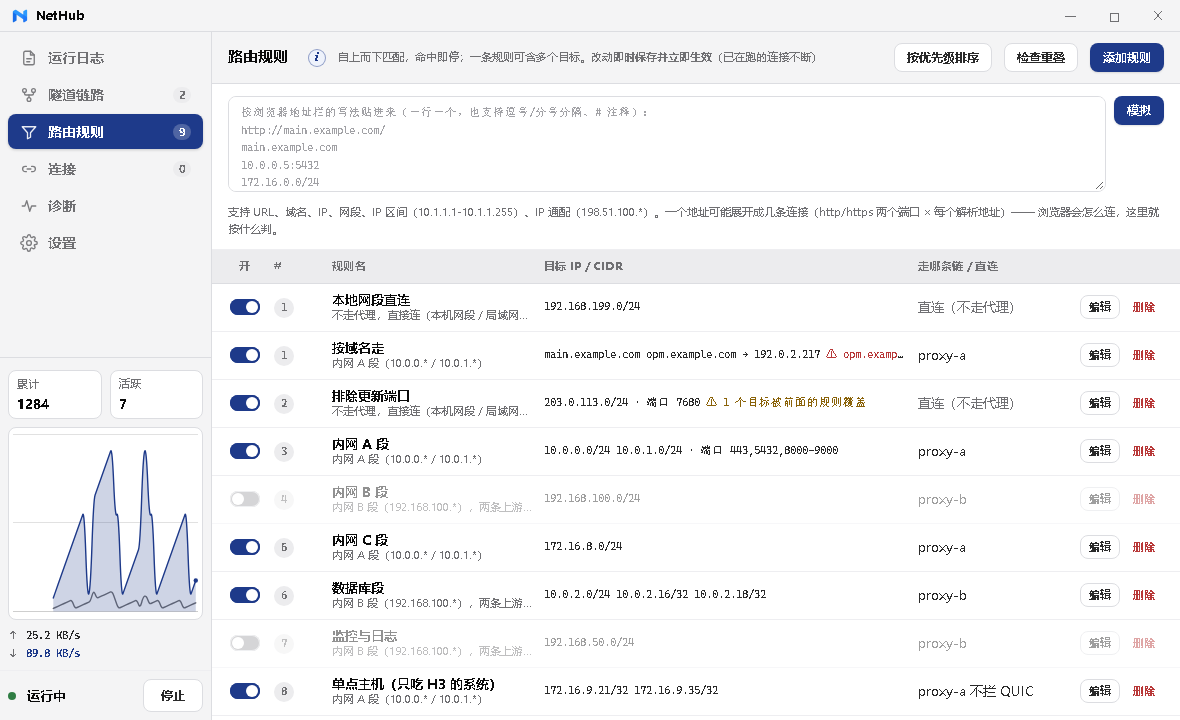 NetHub
运行日志
隧道链路 2
路由规则 9
连接 0
诊断
设置
累计
1284
活跃
7
↑ 25.2 KB/s
↓ 89.8 KB/s
运行中
停止
路由规则
自上而下匹配，命中即停；一条规则可含多个目标。改动即时保存并立即生效（已在跑的连接不断）
按优先级排序
检查重叠
添加规则
按浏览器地址栏的写法贴进来（一行一个，也支持逗号/分号分隔、# 注释）：
http://main.example.com/
main.example.com
10.0.0.5:5432
172.16.0.0/24
模拟
支持 URL、域名、IP、网段、IP 区间（10.1.1.1-10.1.1.255）、IP 通配（198.51.100.*）。一个地址可能展开成几条连接（http/https 两个端口 × 每个解析地址）—— 浏览器会怎么连，这里就
按什么判。
开 # 规则名 目标 IP / CIDR 走哪条链 / 直连
1 本地网段直连 192.168.199.0/24 直连（不走代理） 编辑 删除
不走代理，直接连（本机网段 / 局域网…
1 按域名走 main.example.com opm.example.com → 192.0.2.217 ⚠ opm.examp… proxy-a 编辑 删除
内网 A 段（10.0.0.* / 10.0.1.*）
2 排除更新端口 203.0.113.0/24 · 端口 7680 ⚠ 1 个目标被前面的规则覆盖 直连（不走代理） 编辑 删除
不走代理，直接连（本机网段 / 局域网…
3 内网 A 段 10.0.0.0/24 10.0.1.0/24 · 端口 443,5432,8000-9000 proxy-a 编辑 删除
内网 A 段（10.0.0.* / 10.0.1.*）
4 内网 B 段 192.168.100.0/24 proxy-b 编辑 删除
内网 B 段（192.168.100.*），两条上游…
5 内网 C 段 172.16.8.0/24 proxy-a 编辑 删除
内网 A 段（10.0.0.* / 10.0.1.*）
6 数据库段 10.0.2.0/24 10.0.2.16/32 10.0.2.18/32 proxy-b 编辑 删除
内网 B 段（192.168.100.*），两条上游…
7 监控与日志 192.168.50.0/24 proxy-b 编辑 删除
内网 B 段（192.168.100.*），两条上游…
8 单点主机（只吃 H3 的系统） 172.16.9.21/32 172.16.9.35/32 proxy-a 不拦 QUIC 编辑 删除
内网 A 段（10.0.0.* / 10.0.1.*）